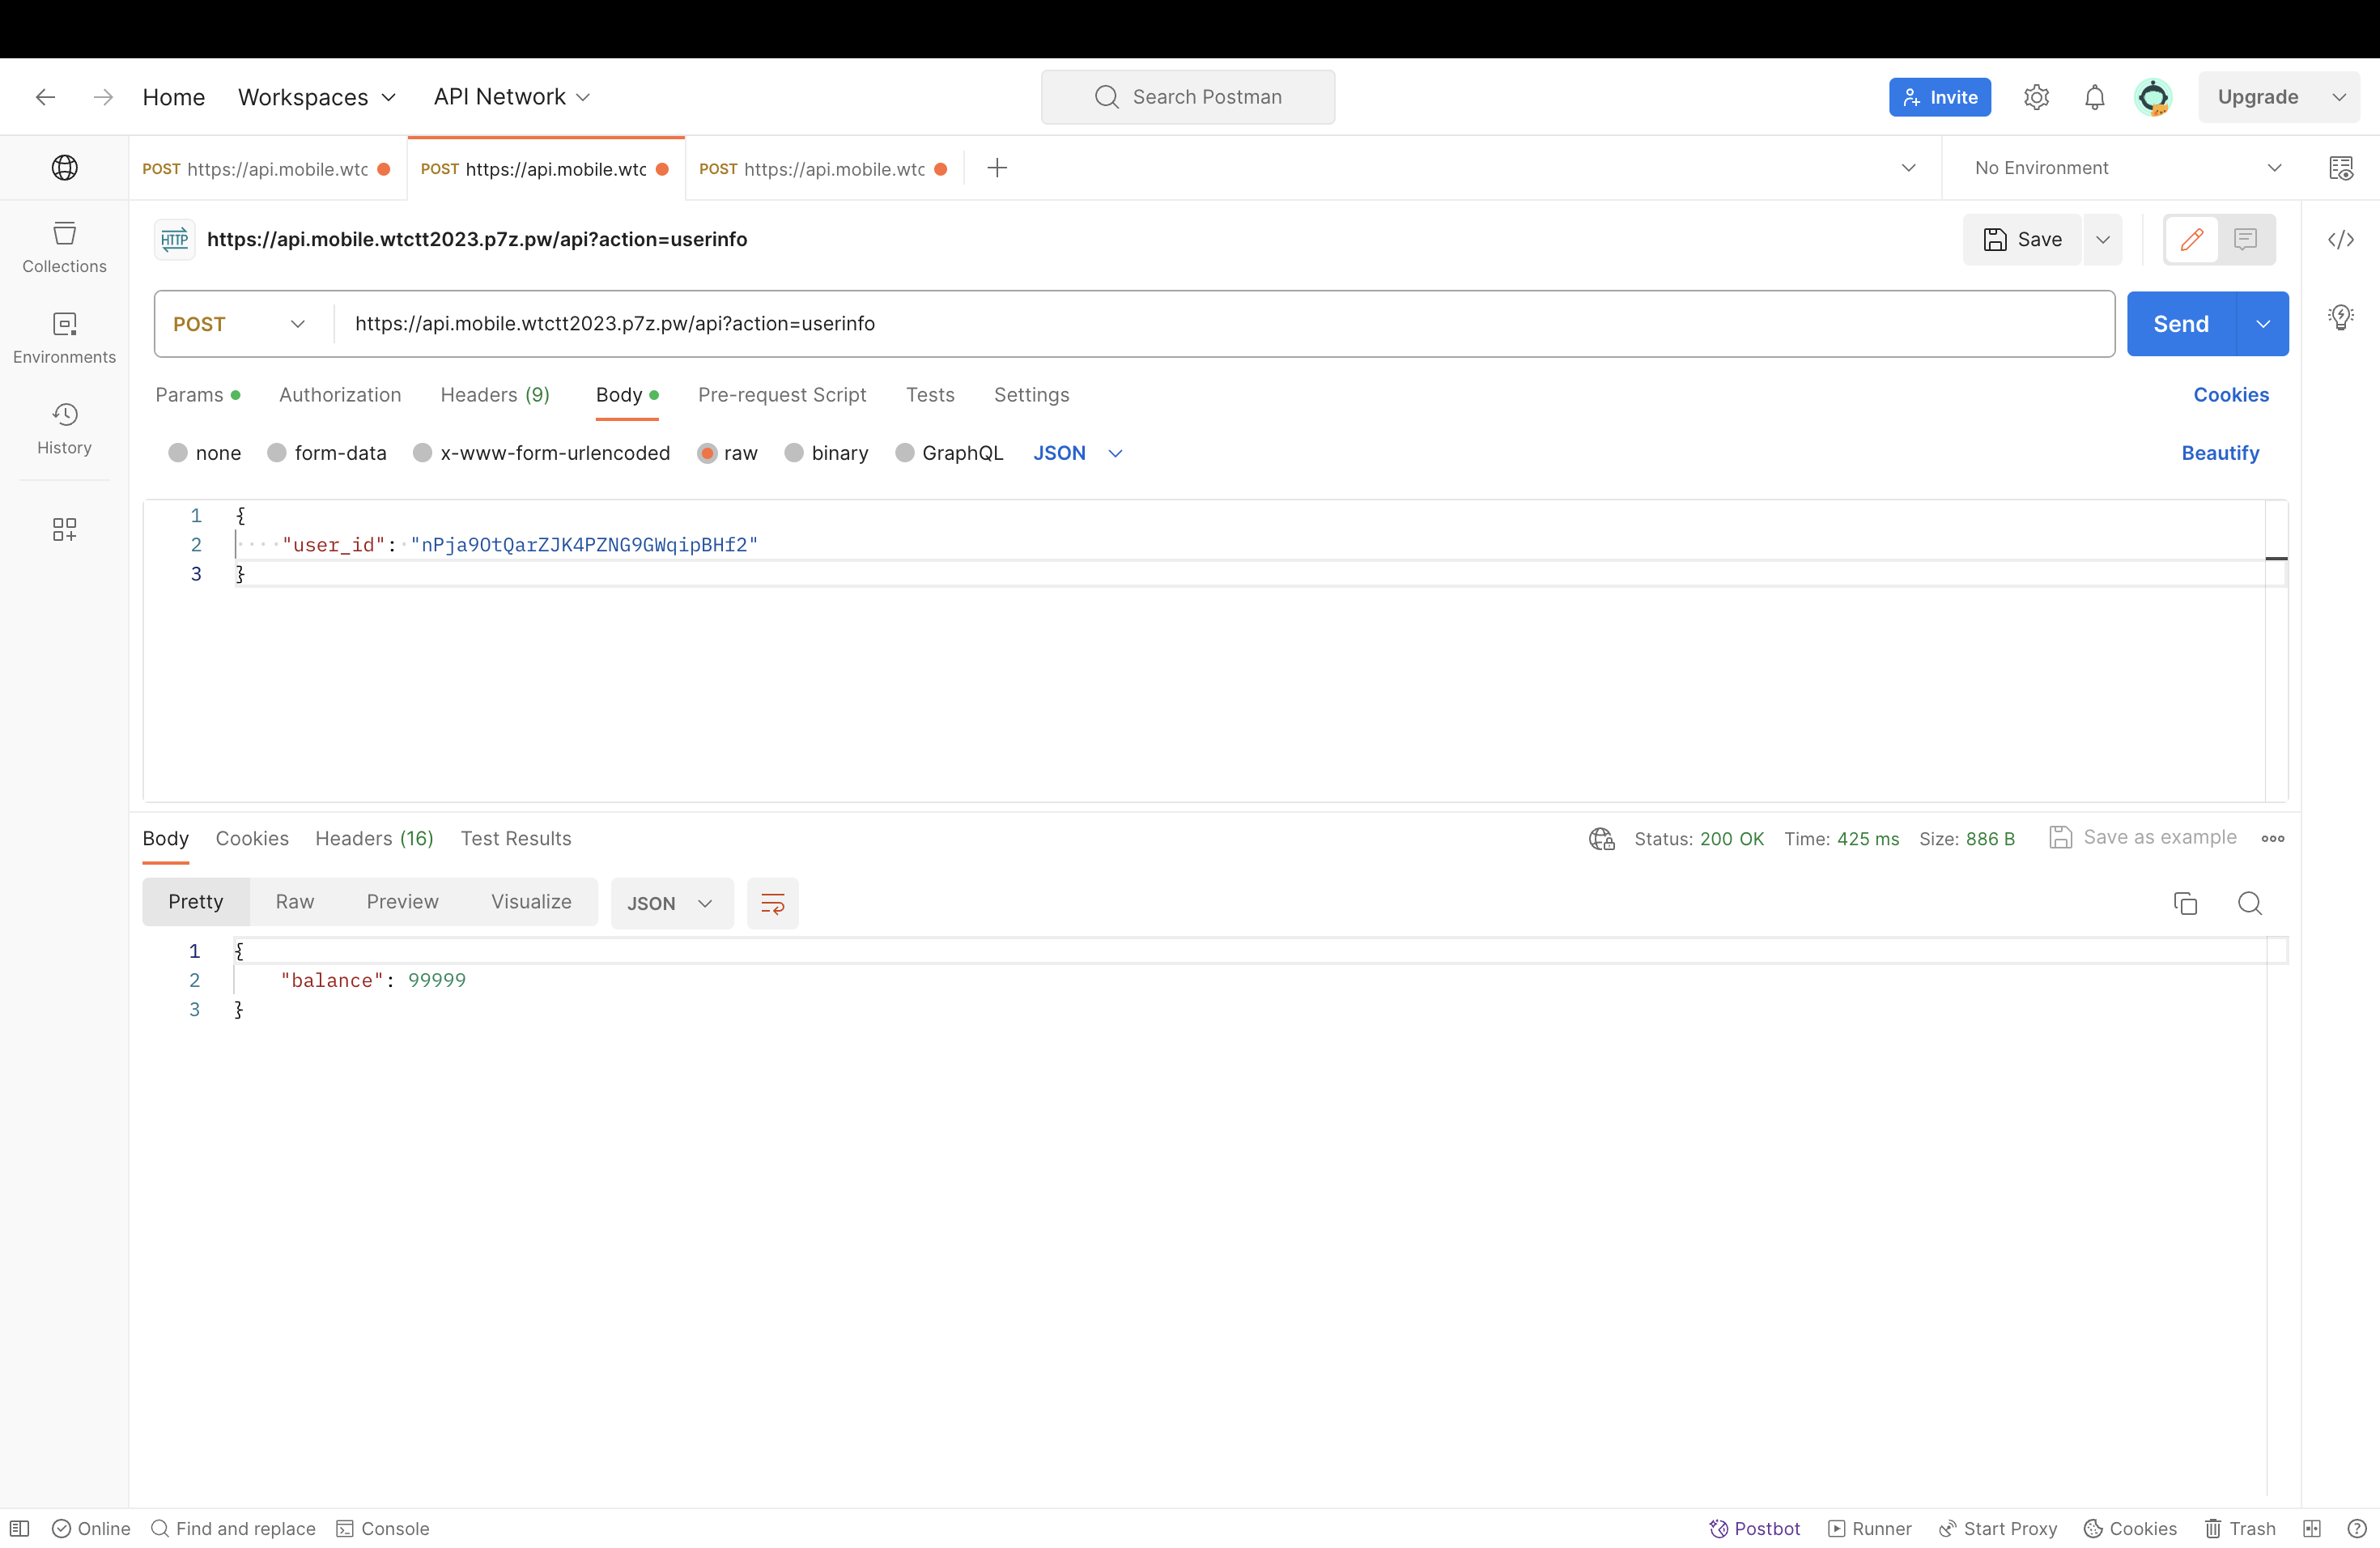 Home Workspaces API Network Search Postman Invite Upgrade
POST https://api.mobile.wtc POST https://api.mobile.wtc POST https://api.mobile.wtc No Environment
HTTP https://api.mobile.wtctt2023.p7z.pw/api?action=userinfo Save
Collections
POST https://api.mobile.wtctt2023.p7z.pw/api?action=userinfo Send
Environments
Params Authorization Headers (9) Body Pre-request Script Tests Settings Cookies
History
none form-data x-www-form-urlencoded raw binary GraphQL JSON Beautify
1 {
2 "user_id": "nPja9OtQarZJK4PZNG9GWqipBHf2"
3 }
Body Cookies Headers (16) Test Results Status: 200 OK Time: 425 ms Size: 886 B Save as example
Pretty Raw Preview Visualize JSON
1 {
2 "balance": 99999
3 }
Online Find and replace Console Postbot Runner Start Proxy Cookies Trash